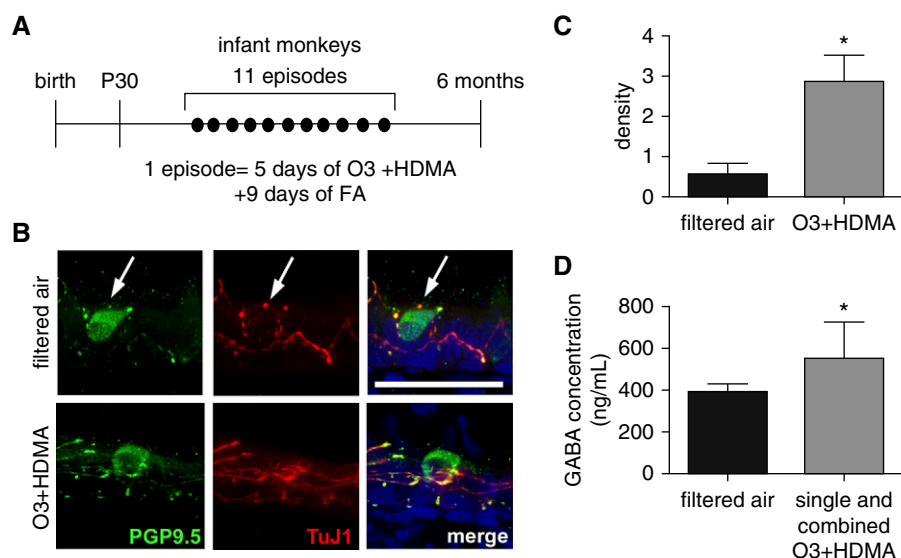 A
infant monkeys
11 episodes
birth
P30
6 months
1 episode= 5 days of O3 +HDMA
+9 days of FA
B
filtered air
O3+HDMA
PGP9.5
TuJ1
merge
C
density
4
3
2
1
0
*
filtered air
O3+HDMA
D
GABA concentration
(ng/mL)
800
600
400
200
0
*
filtered air
single and
combined
O3+HDMA